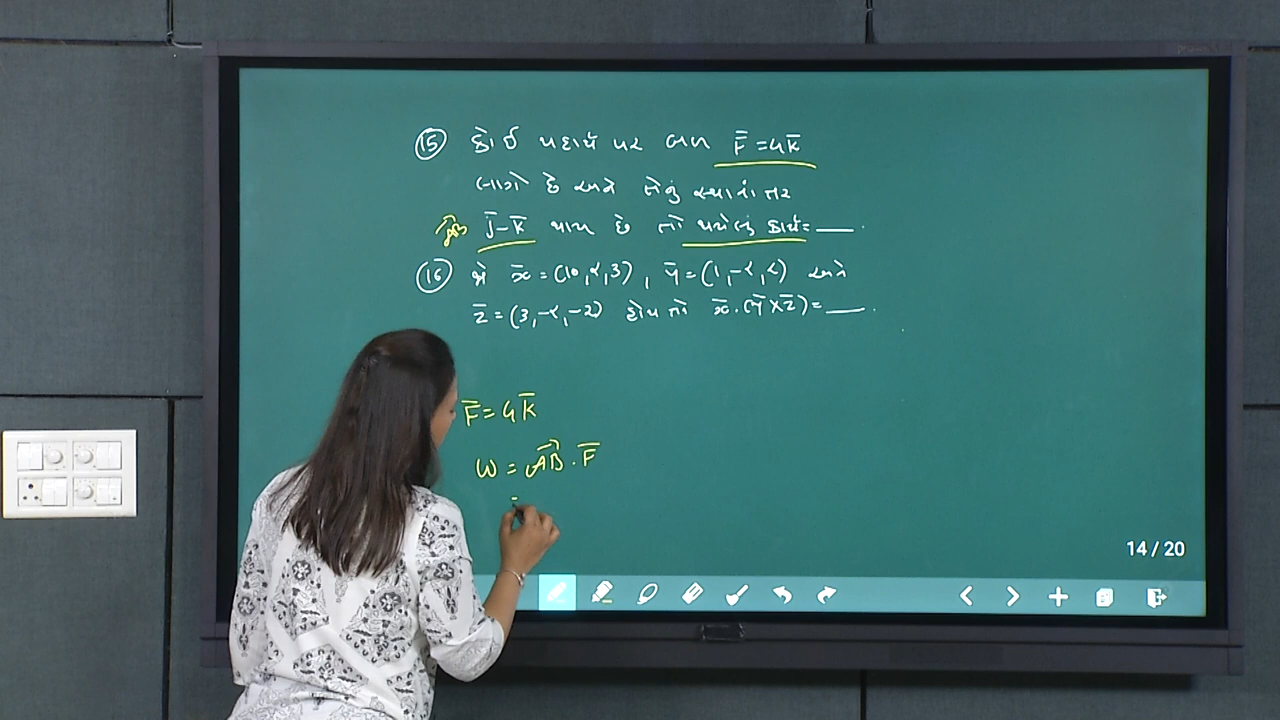 (15) કોઈ પદાર્થ પર બળ F̅ = 4k̅
લાગે છે અને તેનું સ્થાનાંતર
AB⃗ j̅ - k̅ થાય છે તો થયેલું કાર્ય = ___.
(16) જો x̅ = (10, 2, 3), y̅ = (1, -2, 2) અને
z̅ = (3, -2, -2) હોય તો x̅ . (y̅ × z̅) = ___.
F̅ = 4k̅
W = AB⃗ . F̅
14 / 20